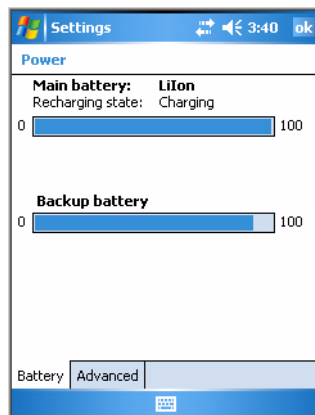 Settings 3:40 ok
Power
Main battery: LiIon
Recharging state: Charging
0 100
Backup battery
0 100
Battery Advanced